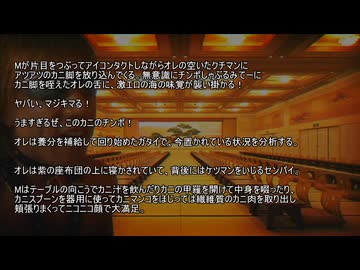 Mが片目をつぶってアイコンタクトしながらオレの空いたクチマンに
アツアツのカニ脚を放り込んでくる。無意識にチンポしゃぶるみてーに
カニ脚を咥えたオレの舌に、激エロの海の味覚が襲い掛かる！
ヤバい、マジキマる！
うますぎるぜ、このカニのチンポ！
オレは養分を補給して回り始めたガタイで、今置かれている状況を分析する。
オレは紫の座布団の上に寝かされていて、背後にはケツマンをいじるセンパイ。
Mはテーブルの向こうでカニ汁を飲んだりカニの甲羅を開けて中身を啜ったり、
カニスプーンを器用に使ってカニマンコをほじっては繊維質のカニ肉を取り出し
頬張りまくってニコニコ顔で大満足。